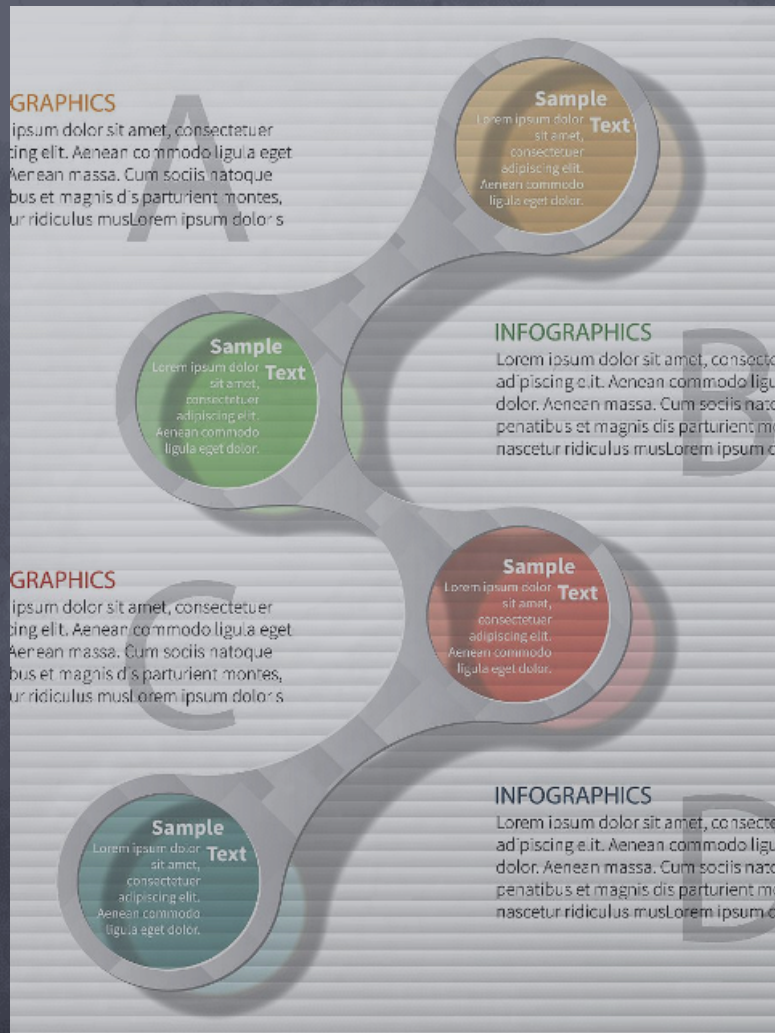 GRAPHICS
A
ipsum dolor sit amet, consectetuer
cing elit. Aenean commodo ligula eget
Aenean massa. Cum sociis natoque
bus et magnis dis parturient montes,
ur ridiculus musLorem ipsum dolor s
Sample
Text
Lorem ipsum dolor
sit amet,
consectetuer
adipiscing elit.
Aenean commodo
ligula eget dolor.
Sample
Text
Lorem ipsum dolor
sit amet,
consectetuer
adipiscing elit.
Aenean commodo
ligula eget dolor.
INFOGRAPHICS
B
Lorem ipsum dolor sit amet, consecte
adipiscing elit. Aenean commodo ligu
dolor. Aenean massa. Cum sociis nato
penatibus et magnis dis parturient mo
nascetur ridiculus musLorem ipsum d
GRAPHICS
C
ipsum dolor sit amet, consectetuer
cing elit. Aenean commodo ligula eget
Aenean massa. Cum sociis natoque
bus et magnis dis parturient montes,
ur ridiculus musLorem ipsum dolor s
Sample
Text
Lorem ipsum dolor
sit amet,
consectetuer
adipiscing elit.
Aenean commodo
ligula eget dolor.
Sample
Text
Lorem ipsum dolor
sit amet,
consectetuer
adipiscing elit.
Aenean commodo
ligula eget dolor.
INFOGRAPHICS
D
Lorem ipsum dolor sit amet, consecte
adipiscing elit. Aenean commodo ligu
dolor. Aenean massa. Cum sociis nato
penatibus et magnis dis parturient mo
nascetur ridiculus musLorem ipsum d